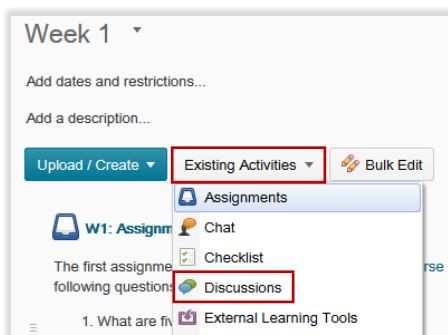 Week 1
Add dates and restrictions...
Add a description...
Upload / Create Existing Activities Bulk Edit
Assignments
W1: Assignm Chat
Checklist
The first assignme rse
following question Discussions
1. What are fiv External Learning Tools